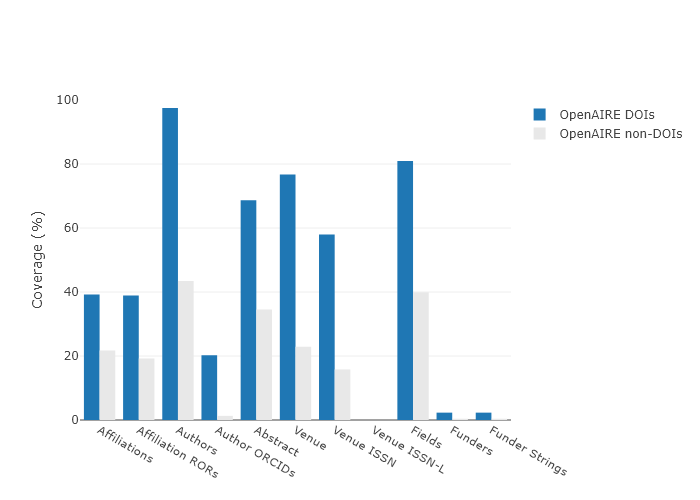 100
80
60
40
20
0
Coverage (%)
Affiliations
Affiliation RORs
Authors
Author ORCIDs
Abstract
Venue
Venue ISSN
Venue ISSN-L
Fields
Funders
Funder Strings
OpenAIRE DOIs
OpenAIRE non-DOIs